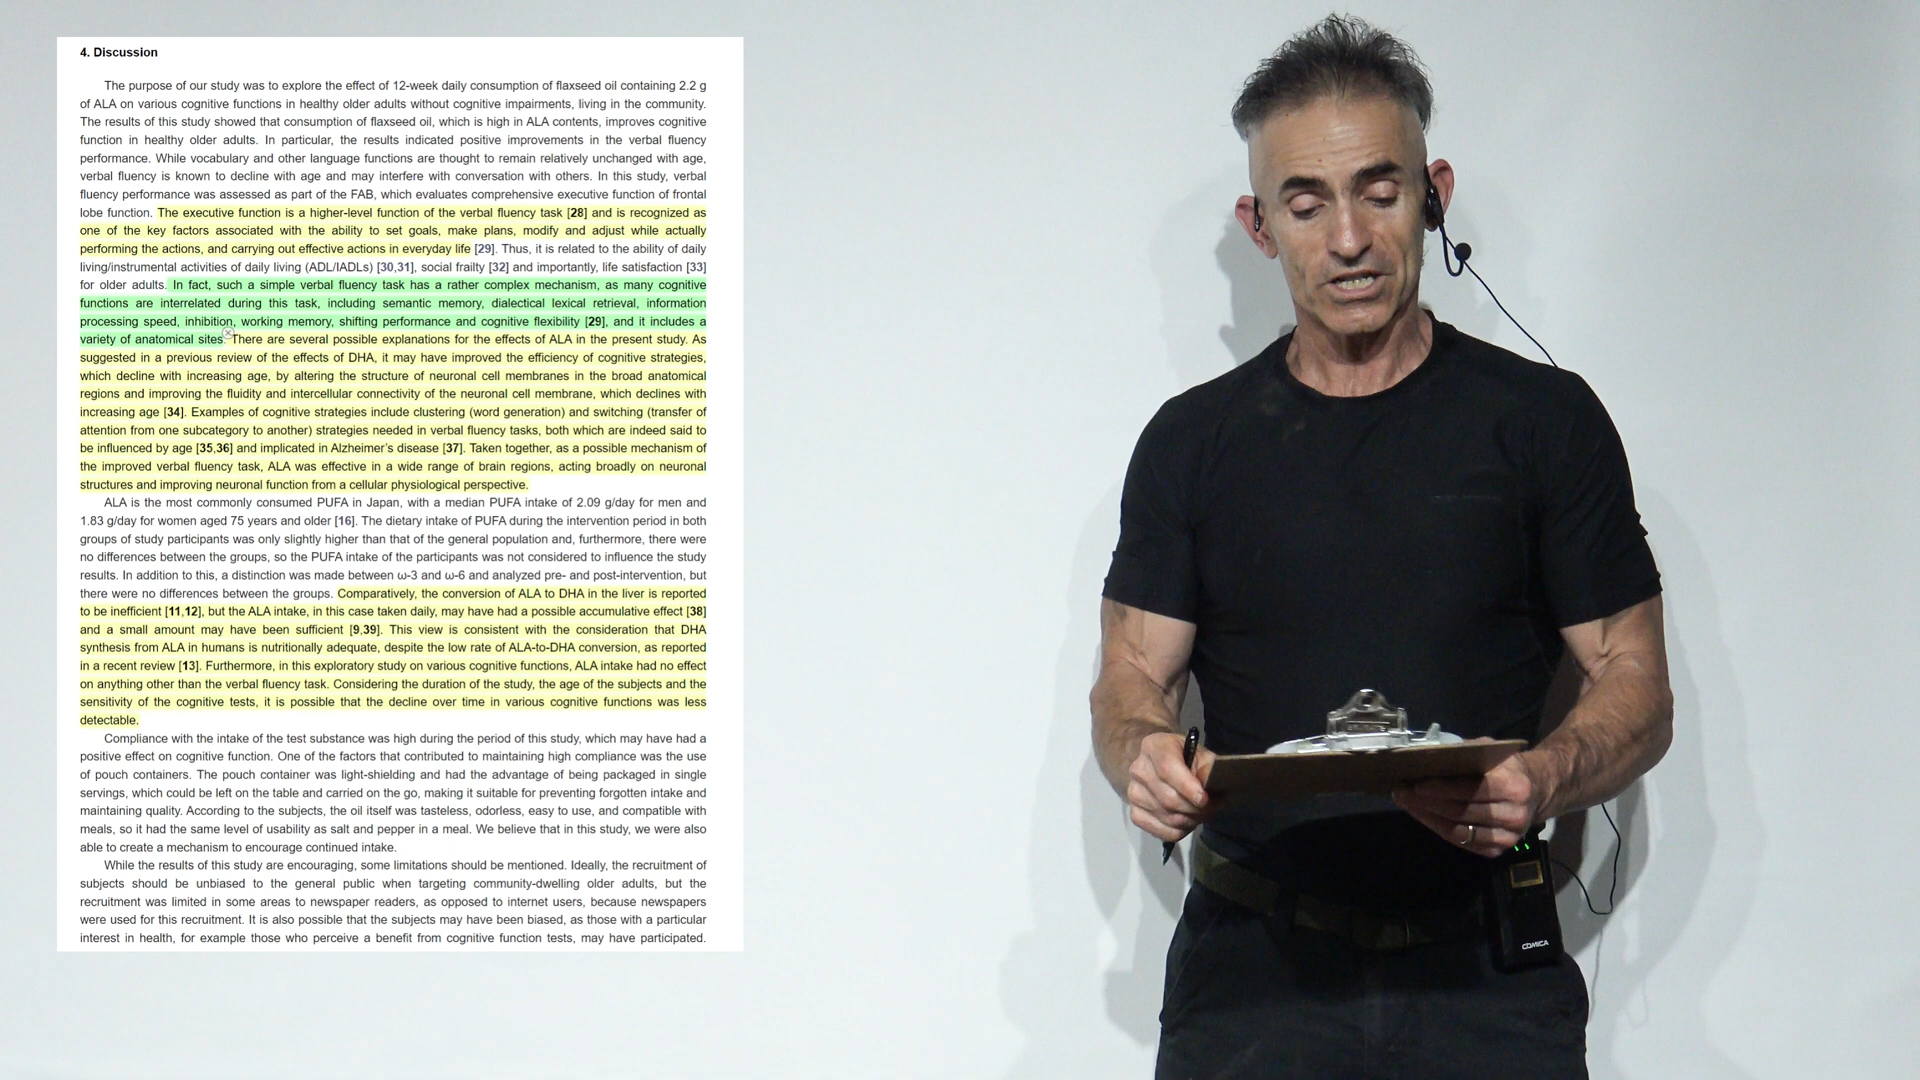 4. Discussion
The purpose of our study was to explore the effect of 12-week daily consumption of flaxseed oil containing 2.2 g
of ALA on various cognitive functions in healthy older adults without cognitive impairments, living in the community.
The results of this study showed that consumption of flaxseed oil, which is high in ALA contents, improves cognitive
function in healthy older adults. In particular, the results indicated positive improvements in the verbal fluency
performance. While vocabulary and other language functions are thought to remain relatively unchanged with age,
verbal fluency is known to decline with age and may interfere with conversation with others. In this study, verbal
fluency performance was assessed as part of the FAB, which evaluates comprehensive executive function of frontal
lobe function. The executive function is a higher-level function of the verbal fluency task [28] and is recognized as
one of the key factors associated with the ability to set goals, make plans, modify and adjust while actually
performing the actions, and carrying out effective actions in everyday life [29]. Thus, it is related to the ability of daily
living/instrumental activities of daily living (ADL/IADLs) [30,31], social frailty [32] and importantly, life satisfaction [33]
for older adults. In fact, such a simple verbal fluency task has a rather complex mechanism, as many cognitive
functions are interrelated during this task, including semantic memory, dialectical lexical retrieval, information
processing speed, inhibition, working memory, shifting performance and cognitive flexibility [29], and it includes a
variety of anatomical sites. There are several possible explanations for the effects of ALA in the present study. As
suggested in a previous review of the effects of DHA, it may have improved the efficiency of cognitive strategies,
which decline with increasing age, by altering the structure of neuronal cell membranes in the broad anatomical
regions and improving the fluidity and intercellular connectivity of the neuronal cell membrane, which declines with
increasing age [34]. Examples of cognitive strategies include clustering (word generation) and switching (transfer of
attention from one subcategory to another) strategies needed in verbal fluency tasks, both which are indeed said to
be influenced by age [35,36] and implicated in Alzheimer's disease [37]. Taken together, as a possible mechanism of
the improved verbal fluency task, ALA was effective in a wide range of brain regions, acting broadly on neuronal
structures and improving neuronal function from a cellular physiological perspective.
ALA is the most commonly consumed PUFA in Japan, with a median PUFA intake of 2.09 g/day for men and
1.83 g/day for women aged 75 years and older [16]. The dietary intake of PUFA during the intervention period in both
groups of study participants was only slightly higher than that of the general population and, furthermore, there were
no differences between the groups, so the PUFA intake of the participants was not considered to influence the study
results. In addition to this, a distinction was made between ω-3 and ω-6 and analyzed pre- and post-intervention, but
there were no differences between the groups. Comparatively, the conversion of ALA to DHA in the liver is reported
to be inefficient [11,12], but the ALA intake, in this case taken daily, may have had a possible accumulative effect [38]
and a small amount may have been sufficient [9,39]. This view is consistent with the consideration that DHA
synthesis from ALA in humans is nutritionally adequate, despite the low rate of ALA-to-DHA conversion, as reported
in a recent review [13]. Furthermore, in this exploratory study on various cognitive functions, ALA intake had no effect
on anything other than the verbal fluency task. Considering the duration of the study, the age of the subjects and the
sensitivity of the cognitive tests, it is possible that the decline over time in various cognitive functions was less
detectable.
Compliance with the intake of the test substance was high during the period of this study, which may have had a
positive effect on cognitive function. One of the factors that contributed to maintaining high compliance was the use
of pouch containers. The pouch container was light-shielding and had the advantage of being packaged in single
servings, which could be left on the table and carried on the go, making it suitable for preventing forgotten intake and
maintaining quality. According to the subjects, the oil itself was tasteless, odorless, easy to use, and compatible with
meals, so it had the same level of usability as salt and pepper in a meal. We believe that in this study, we were also
able to create a mechanism to encourage continued intake.
While the results of this study are encouraging, some limitations should be mentioned. Ideally, the recruitment of
subjects should be unbiased to the general public when targeting community-dwelling older adults, but the
recruitment was limited in some areas to newspaper readers, as opposed to internet users, because newspapers
were used for this recruitment. It is also possible that the subjects may have been biased, as those with a particular
interest in health, for example those who perceive a benefit from cognitive function tests, may have participated.
COMICA